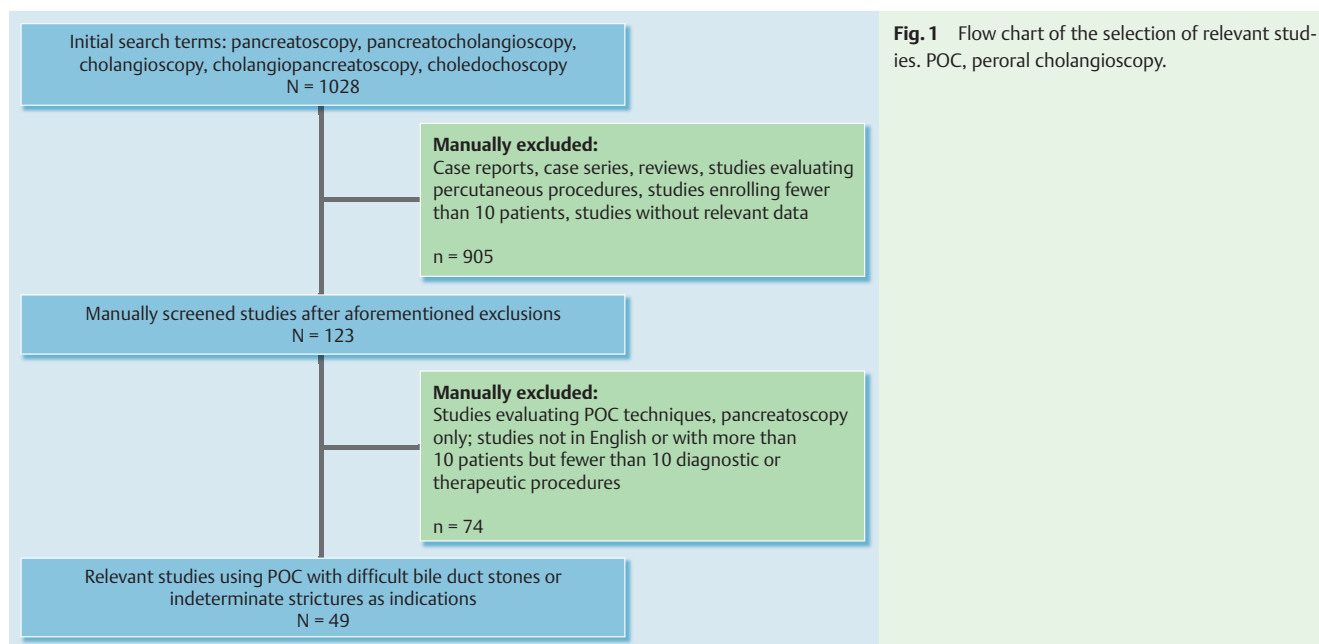 Initial search terms: pancreatoscopy, pancreatocholangioscopy,
cholangioscopy, cholangiopancreatoscopy, choledochoscopy
N = 1028
Manually excluded:
Case reports, case series, reviews, studies evaluating
percutaneous procedures, studies enrolling fewer
than 10 patients, studies without relevant data
n = 905
Manually screened studies after aforementioned exclusions
N = 123
Manually excluded:
Studies evaluating POC techniques, pancreatoscopy
only; studies not in English or with more than
10 patients but fewer than 10 diagnostic or
therapeutic procedures
n = 74
Relevant studies using POC with difficult bile duct stones or
indeterminate strictures as indications
N = 49
Fig. 1 Flow chart of the selection of relevant stud-
ies. POC, peroral cholangioscopy.